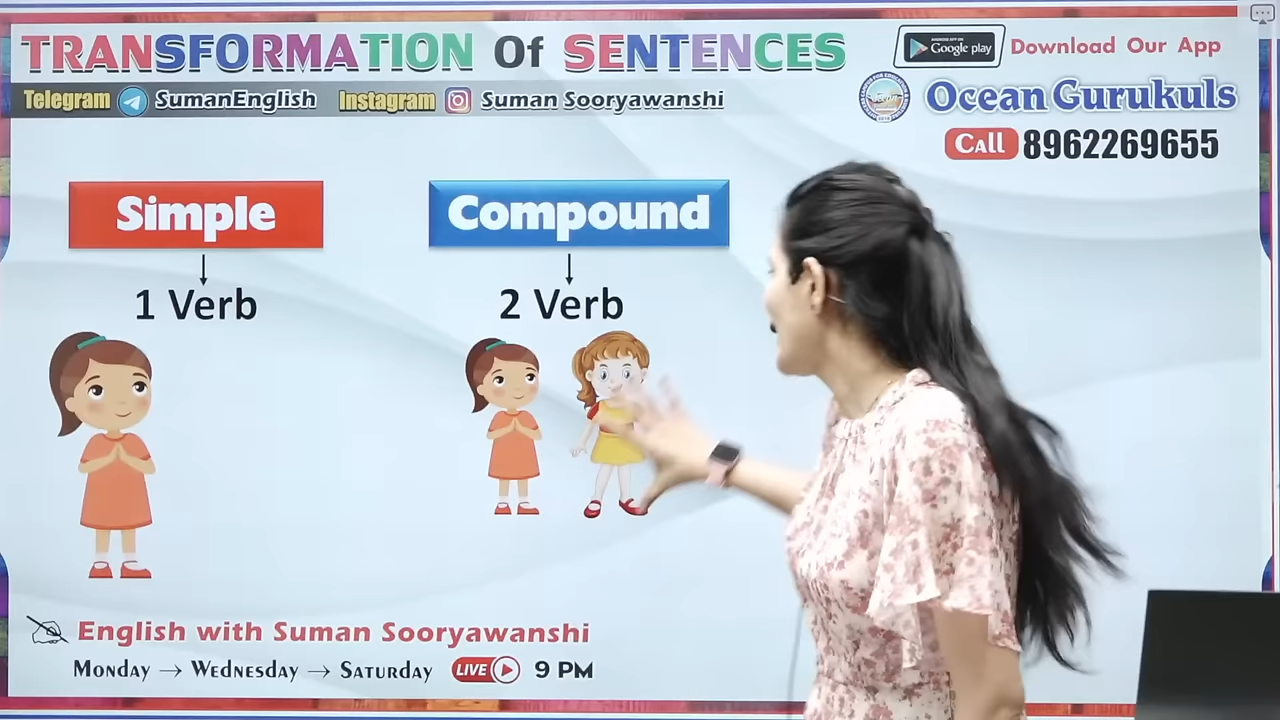 TRANSFORMATION Of SENTENCES
Telegram SumanEnglish Instagram Suman Sooryawanshi
Google play Download Our App
Ocean Gurukuls
Call 8962269655
Simple
Compound
1 Verb
2 Verb
English with Suman Sooryawanshi
Monday → Wednesday → Saturday LIVE 9 PM